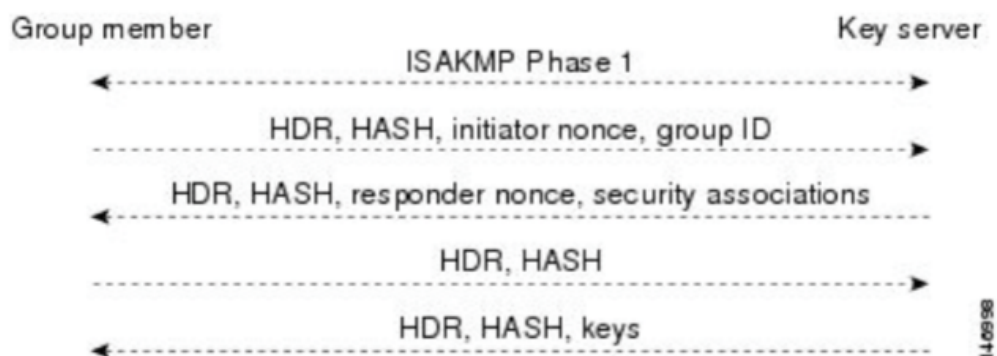 Group member
Key server
ISAKMP Phase 1
HDR, HASH, initiator nonce, group ID
HDR, HASH, responder nonce, security associations
HDR, HASH
HDR, HASH, keys